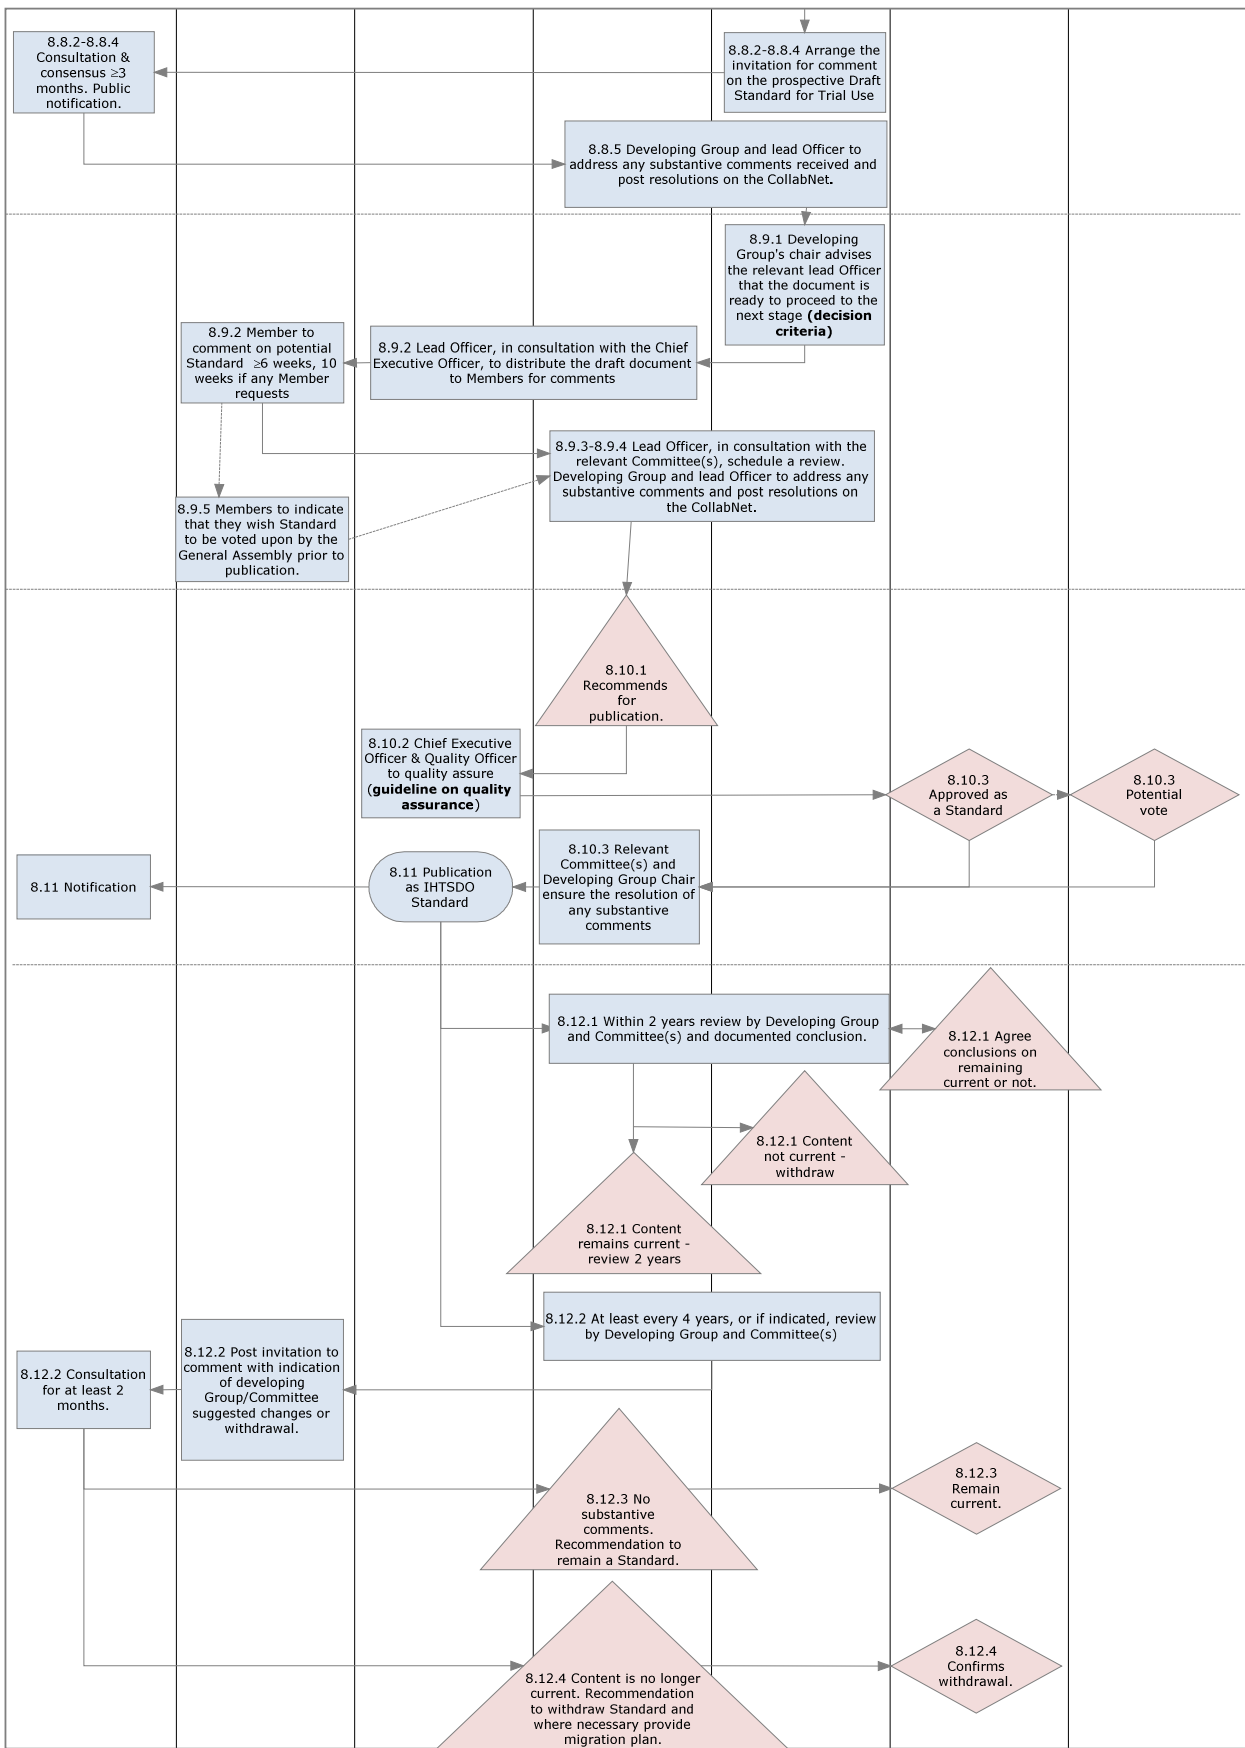 8.8.2-8.8.4
Consultation &
consensus ≥3
months. Public
notification.
8.8.2-8.8.4 Arrange the
invitation for comment
on the prospective Draft
Standard for Trial Use
8.8.5 Developing Group and lead Officer to
address any substantive comments received and
post resolutions on the CollabNet.
8.9.1 Developing
Group's chair advises
the relevant lead Officer
that the document is
ready to proceed to the
next stage (decision
criteria)
8.9.2 Member to
comment on potential
Standard ≥6 weeks, 10
weeks if any Member
requests
8.9.2 Lead Officer, in consultation with the Chief
Executive Officer, to distribute the draft document
to Members for comments
8.9.3-8.9.4 Lead Officer, in consultation with the
relevant Committee(s), schedule a review.
Developing Group and lead Officer to address any
substantive comments and post resolutions on
the CollabNet.
8.9.5 Members to indicate
that they wish Standard
to be voted upon by the
General Assembly prior to
publication.
8.10.1
Recommends
for
publication.
8.10.2 Chief Executive
Officer & Quality Officer
to quality assure
(guideline on quality
assurance)
8.10.3
Approved as
a Standard
8.10.3
Potential
vote
8.10.3 Relevant
Committee(s) and
Developing Group Chair
ensure the resolution of
any substantive
comments
8.11 Publication
as IHTSDO
Standard
8.11 Notification
8.12.1 Within 2 years review by Developing Group
and Committee(s) and documented conclusion.
8.12.1 Agree
conclusions on
remaining
current or not.
8.12.1 Content
not current -
withdraw
8.12.1 Content
remains current -
review 2 years
8.12.2 At least every 4 years, or if indicated, review
by Developing Group and Committee(s)
8.12.2 Post invitation to
comment with indication
of developing
Group/Committee
suggested changes or
withdrawal.
8.12.2 Consultation
for at least 2
months.
8.12.3 No
substantive
comments.
Recommendation to
remain a Standard.
8.12.3
Remain
current.
8.12.4 Content is no longer
current. Recommendation
to withdraw Standard and
where necessary provide
migration plan.
8.12.4
Confirms
withdrawal.